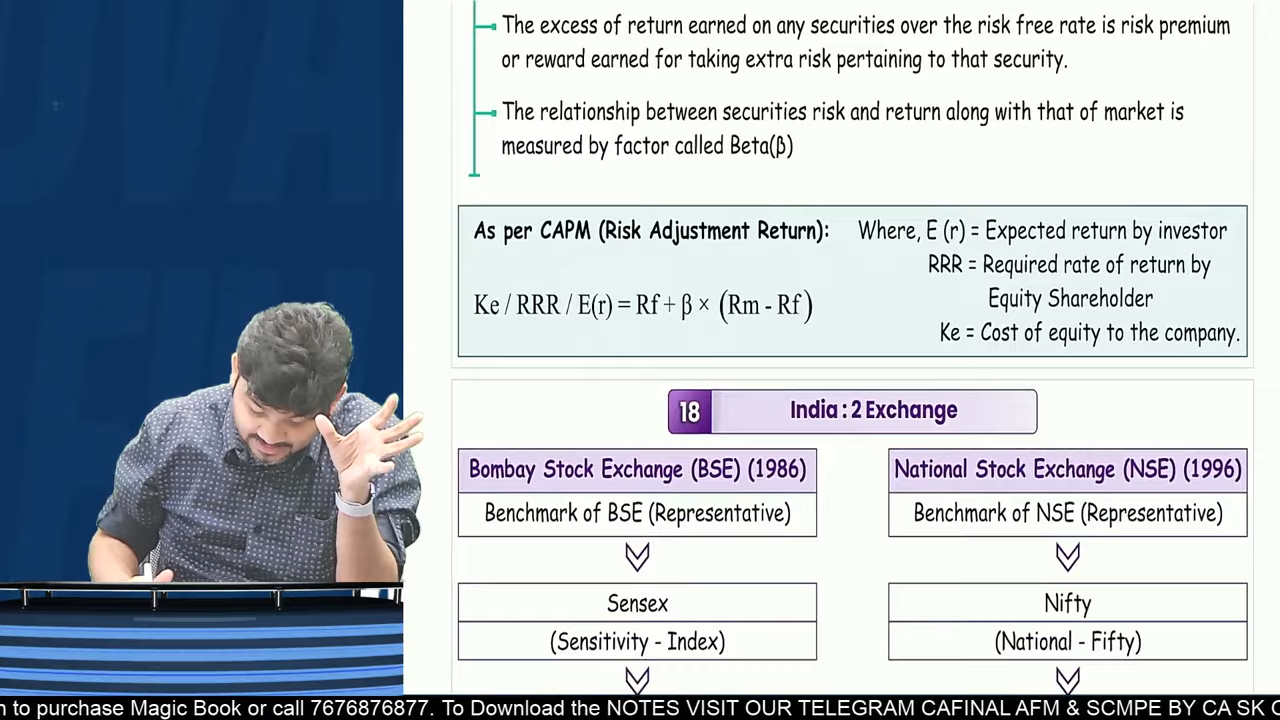 The excess of return earned on any securities over the risk free rate is risk premium
or reward earned for taking extra risk pertaining to that security.
The relationship between securities risk and return along with that of market is
measured by factor called Beta(β)
As per CAPM (Risk Adjustment Return):
Ke / RRR / E(r) = Rf + β × (Rm - Rf)
Where, E (r) = Expected return by investor
RRR = Required rate of return by
Equity Shareholder
Ke = Cost of equity to the company.
18 India : 2 Exchange
Bombay Stock Exchange (BSE) (1986)
Benchmark of BSE (Representative)
Sensex
(Sensitivity - Index)
National Stock Exchange (NSE) (1996)
Benchmark of NSE (Representative)
Nifty
(National - Fifty)
to purchase Magic Book or call 7676876877. To Download the NOTES VISIT OUR TELEGRAM CAFINAL AFM & SCMPE BY CA SK